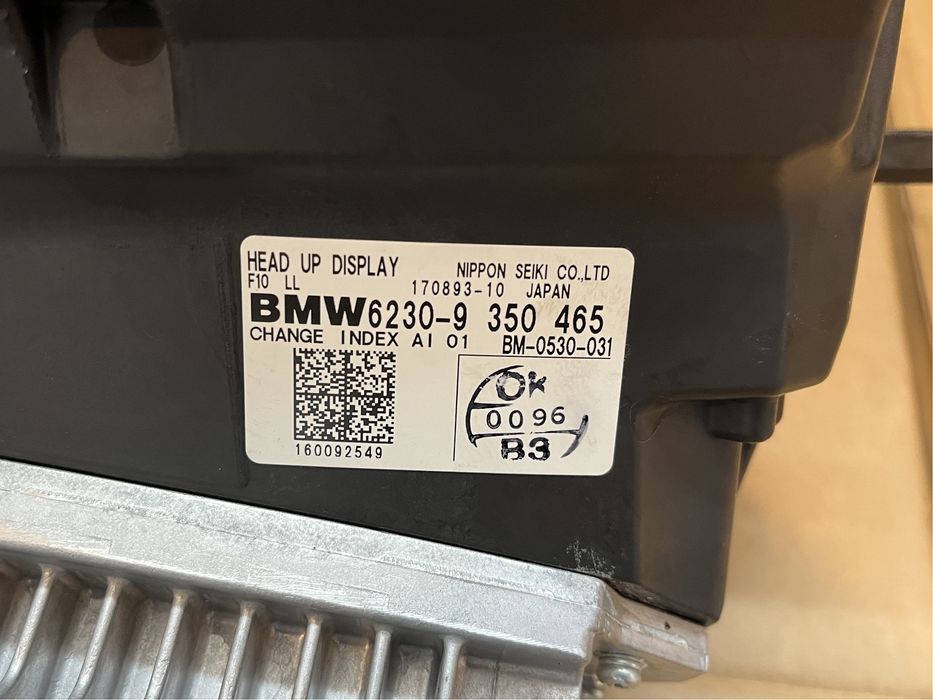 HEAD UP DISPLAY
NIPPON SEIKI CO.,LTD
F10 LL
170893-10 JAPAN
BMW6230-9 350 465
CHANGE INDEX AI 01
BM-0530-031
OK
0096
B3
160092549